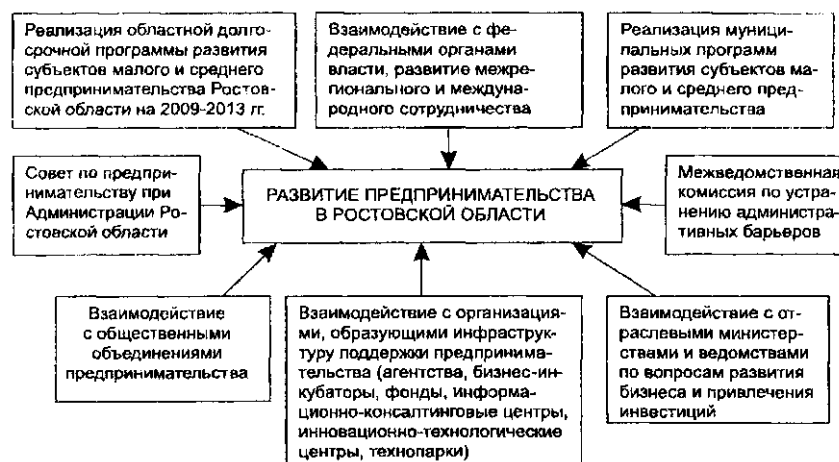 Реализация областной долго-
срочной программы развития
субъектов малого и среднего
предпринимательства Ростов-
ской области на 2009-2013 гг.
Взаимодействие с фе-
деральными органами
власти, развитие межре-
гионального и междуна-
родного сотрудничества
Реализация муници-
пальных программ
развития субъектов ма-
лого и среднего пред-
принимательства
Совет по предпри-
нимательству при
Администрации Ро-
стовской области
РАЗВИТИЕ ПРЕДПРИНИМАТЕЛЬСТВА
В РОСТОВСКОЙ ОБЛАСТИ
Межведомственная
комиссия по устра-
нению администра-
тивных барьеров
Взаимодействие
с общественными
объединениями
предпринимательства
Взаимодействие с организация-
ми, образующими инфраструк-
туру поддержки предпринима-
тельства (агентства, бизнес-ин-
кубаторы, фонды, информа-
ционно-консалтинговые центры,
инновационно-технологические
центры, технопарки)
Взаимодействие с от-
раслевыми министер-
ствами и ведомствами
по вопросам развития
бизнеса и привлечения
инвестиций